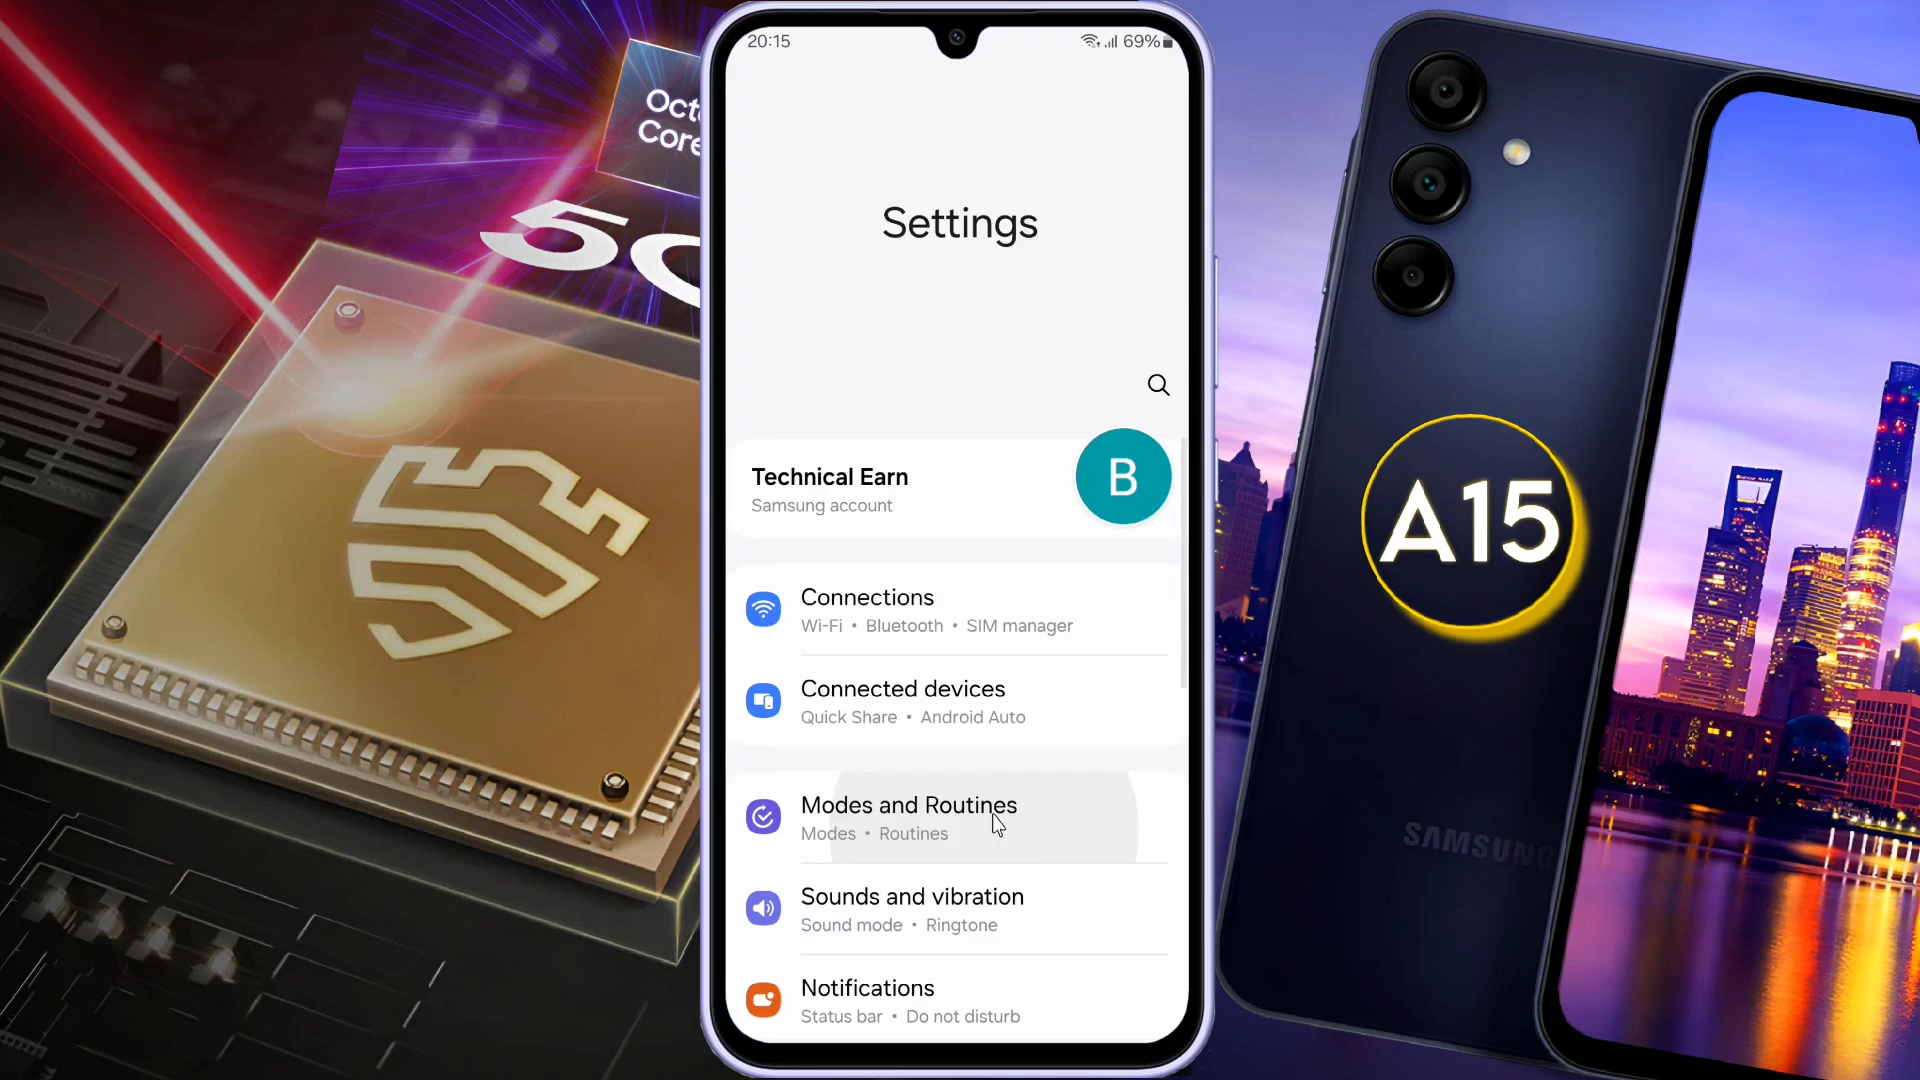 20:15
69%
Octa
Core
5G
Settings
Technical Earn
Samsung account
B
Connections
Wi-Fi • Bluetooth • SIM manager
Connected devices
Quick Share • Android Auto
Modes and Routines
Modes • Routines
Sounds and vibration
Sound mode • Ringtone
Notifications
Status bar • Do not disturb
A15
SAMSUNG